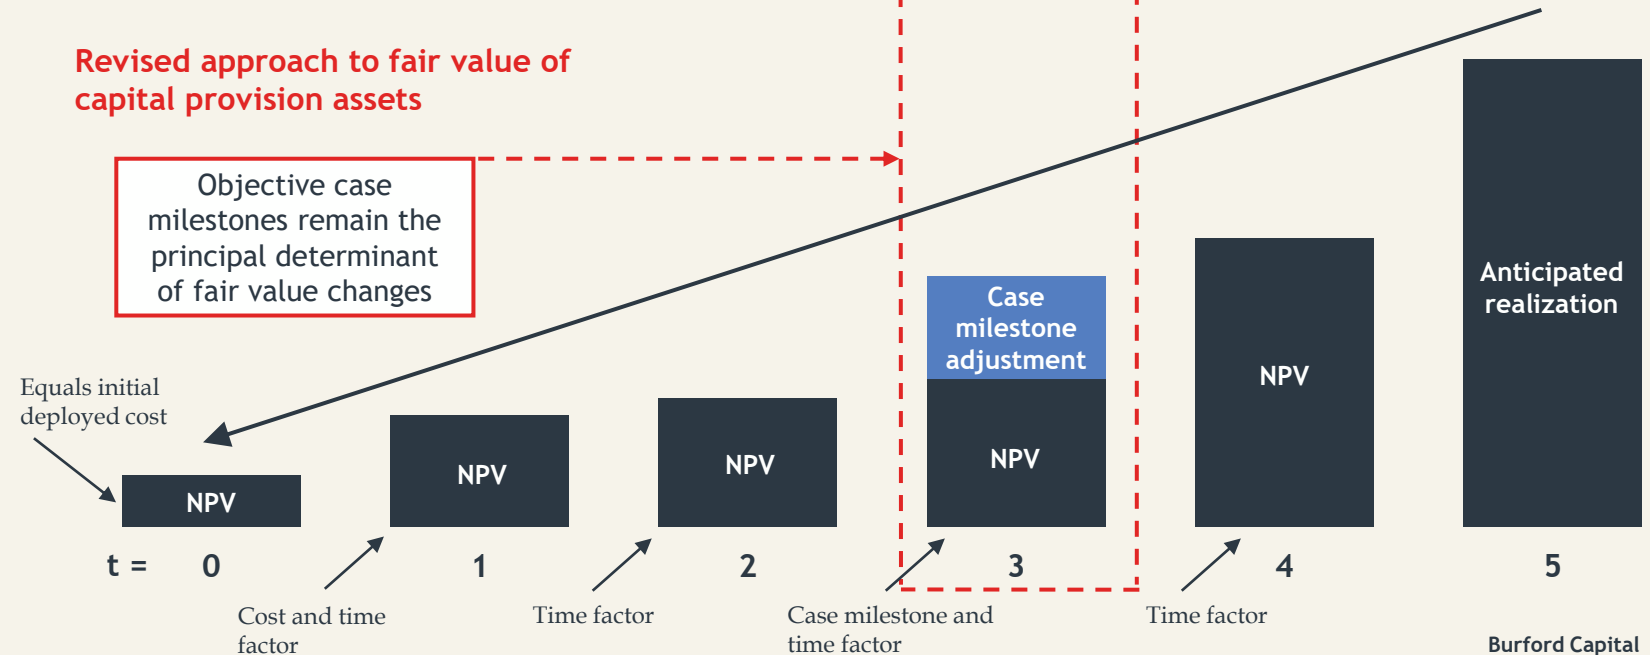 Revised approach to fair value of
capital provision assets
Objective case
milestones remain the
principal determinant
of fair value changes
Equals initial
deployed cost
NPV
NPV
NPV
Case
milestone
adjustment
NPV
NPV
Anticipated
realization
t = 0 1 2 3 4 5
Cost and time
factor
Time factor
Case milestone and
time factor
Time factor
Burford Capital